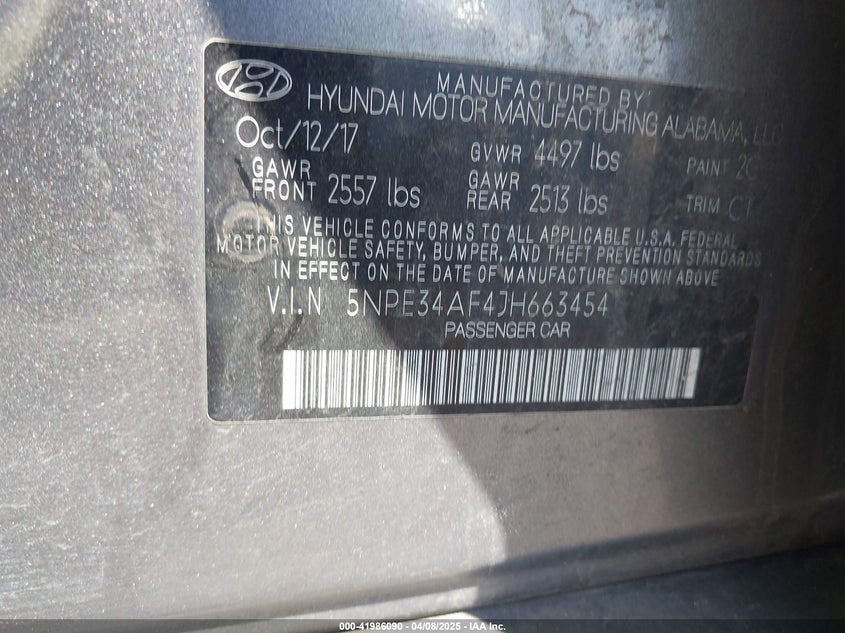 MANUFACTURED BY:
HYUNDAI MOTOR MANUFACTURING ALABAMA, LLC
Oct/12/17 GVWR 4497 lbs PAINT
GAWR FRONT 2557 lbs GAWR REAR 2513 lbs TRIM
THIS VEHICLE CONFORMS TO ALL APPLICABLE U.S.A. FEDERAL
MOTOR VEHICLE SAFETY, BUMPER, AND THEFT PREVENTION STANDARDS
IN EFFECT ON THE DATE OF MANUFACTURE SHOWN ABOVE
V.I.N 5NPE34AF4JH663454
PASSENGER CAR
000-41986090 - 04/08/2025 - IAA Inc.